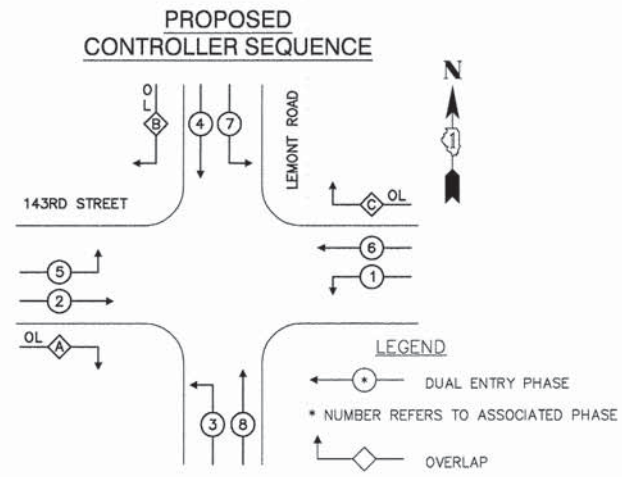 PROPOSED
CONTROLLER SEQUENCE
N
1
OL
B
4
7
LEMONT ROAD
143RD STREET
C
OL
6
5
1
2
OL
A
3
8
LEGEND
*
DUAL ENTRY PHASE
* NUMBER REFERS TO ASSOCIATED PHASE
OVERLAP